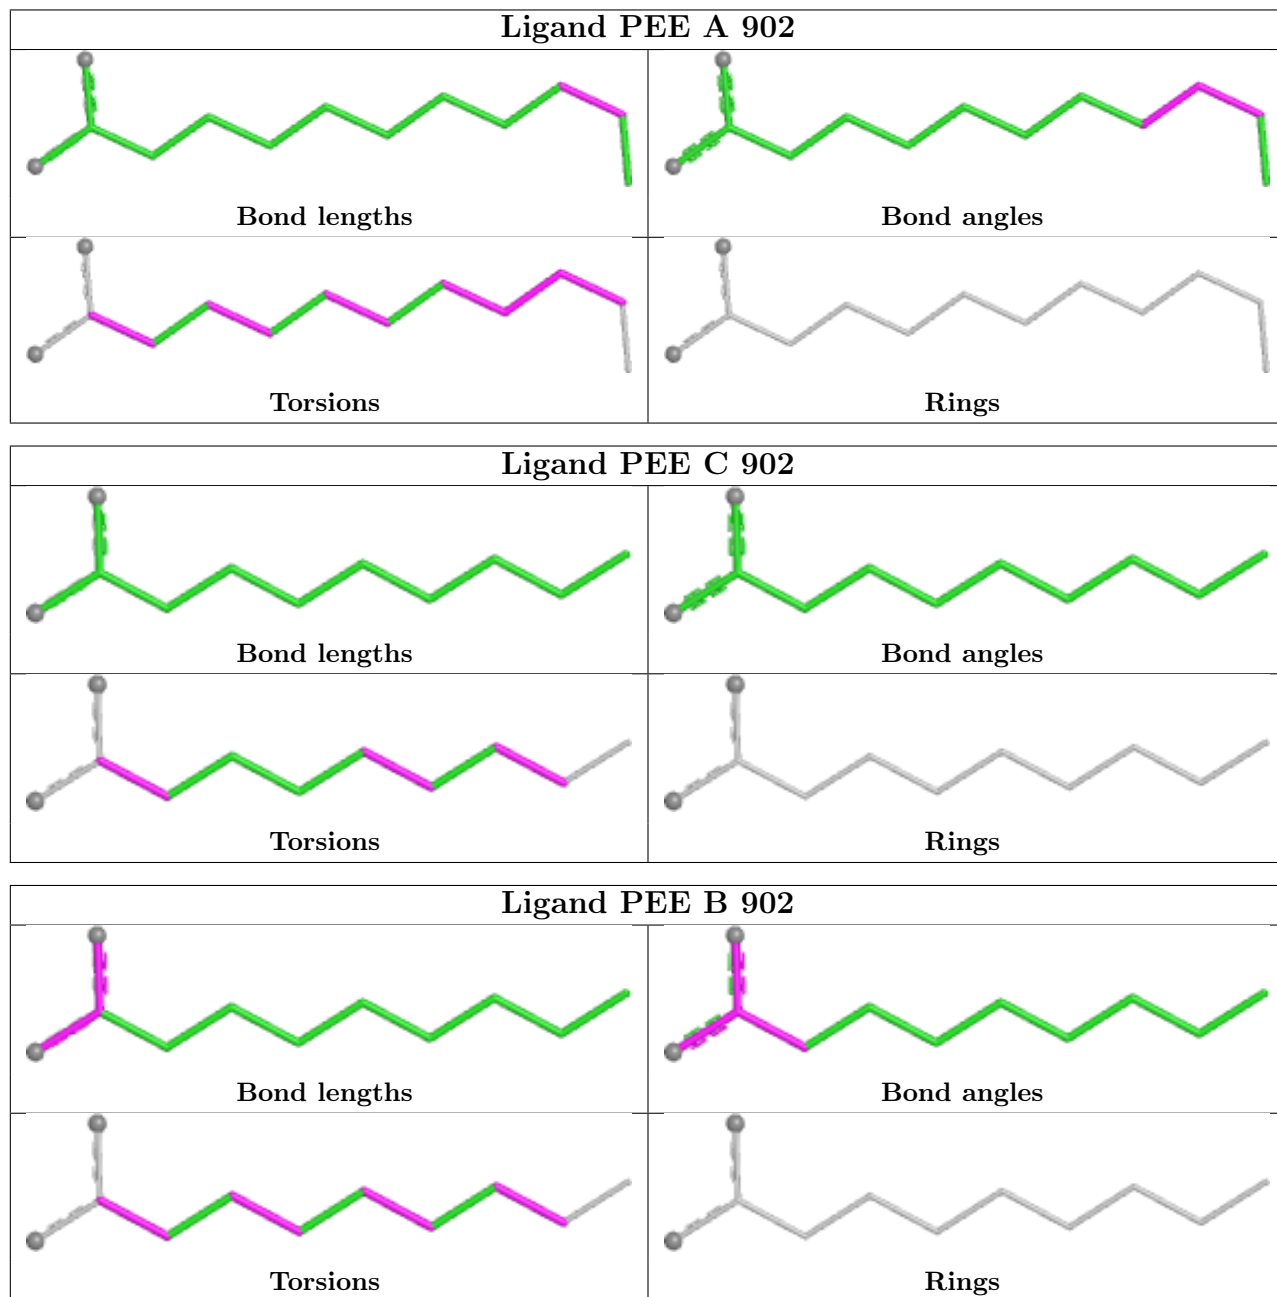 Ligand PEE A 902
Bond lengths Bond angles
Torsions Rings
Ligand PEE C 902
Bond lengths Bond angles
Torsions Rings
Ligand PEE B 902
Bond lengths Bond angles
Torsions Rings